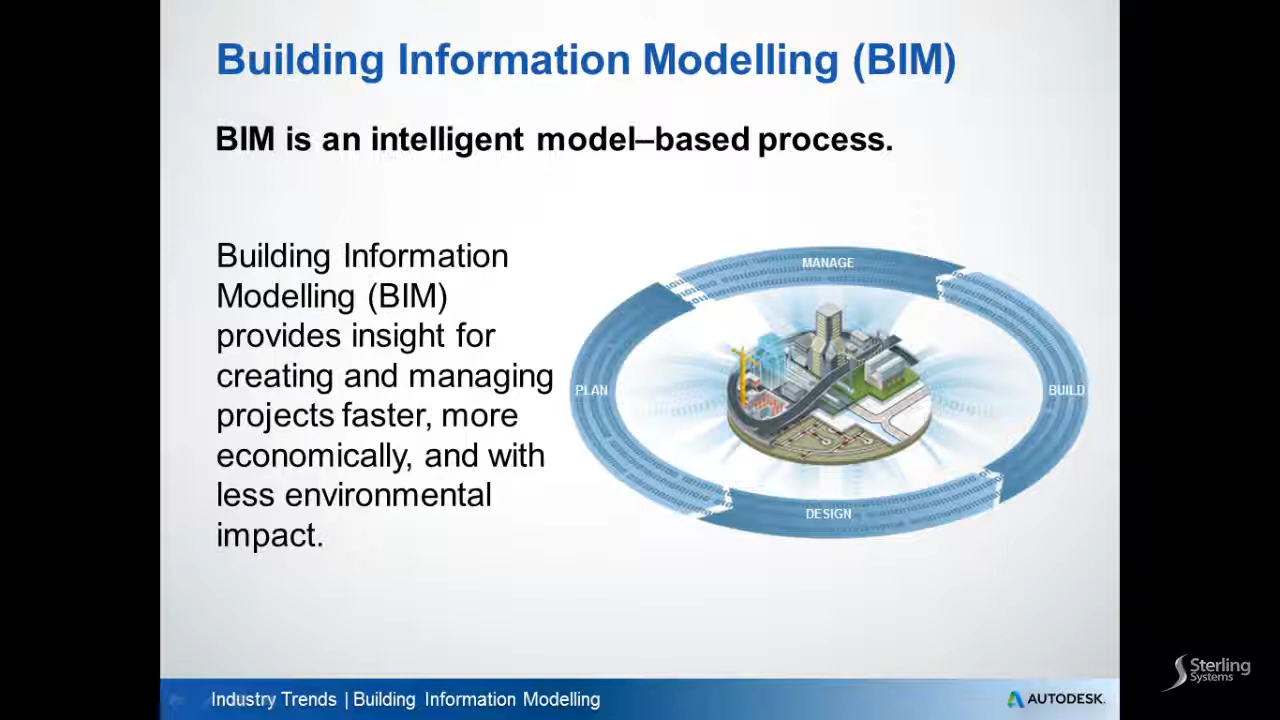 Building Information Modelling (BIM)
BIM is an intelligent model–based process.
Building Information
Modelling (BIM)
provides insight for
creating and managing
projects faster, more
economically, and with
less environmental
impact.
MANAGE
PLAN
BUILD
DESIGN
Sterling
Systems
Industry Trends | Building Information Modelling
AUTODESK.